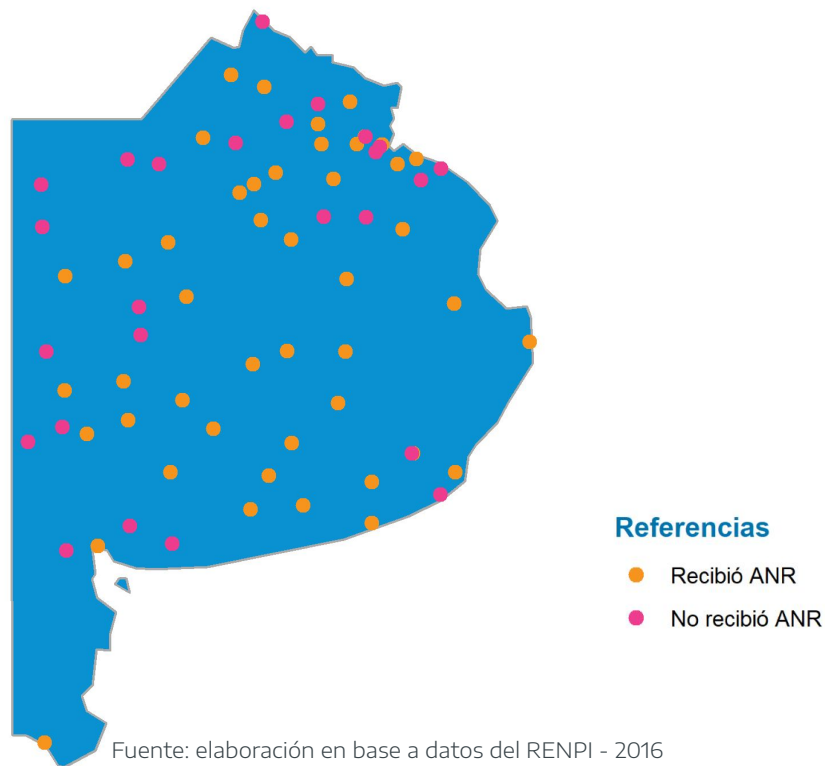 Referencias
Recibió ANR
No recibió ANR
Fuente: elaboración en base a datos del RENPI - 2016